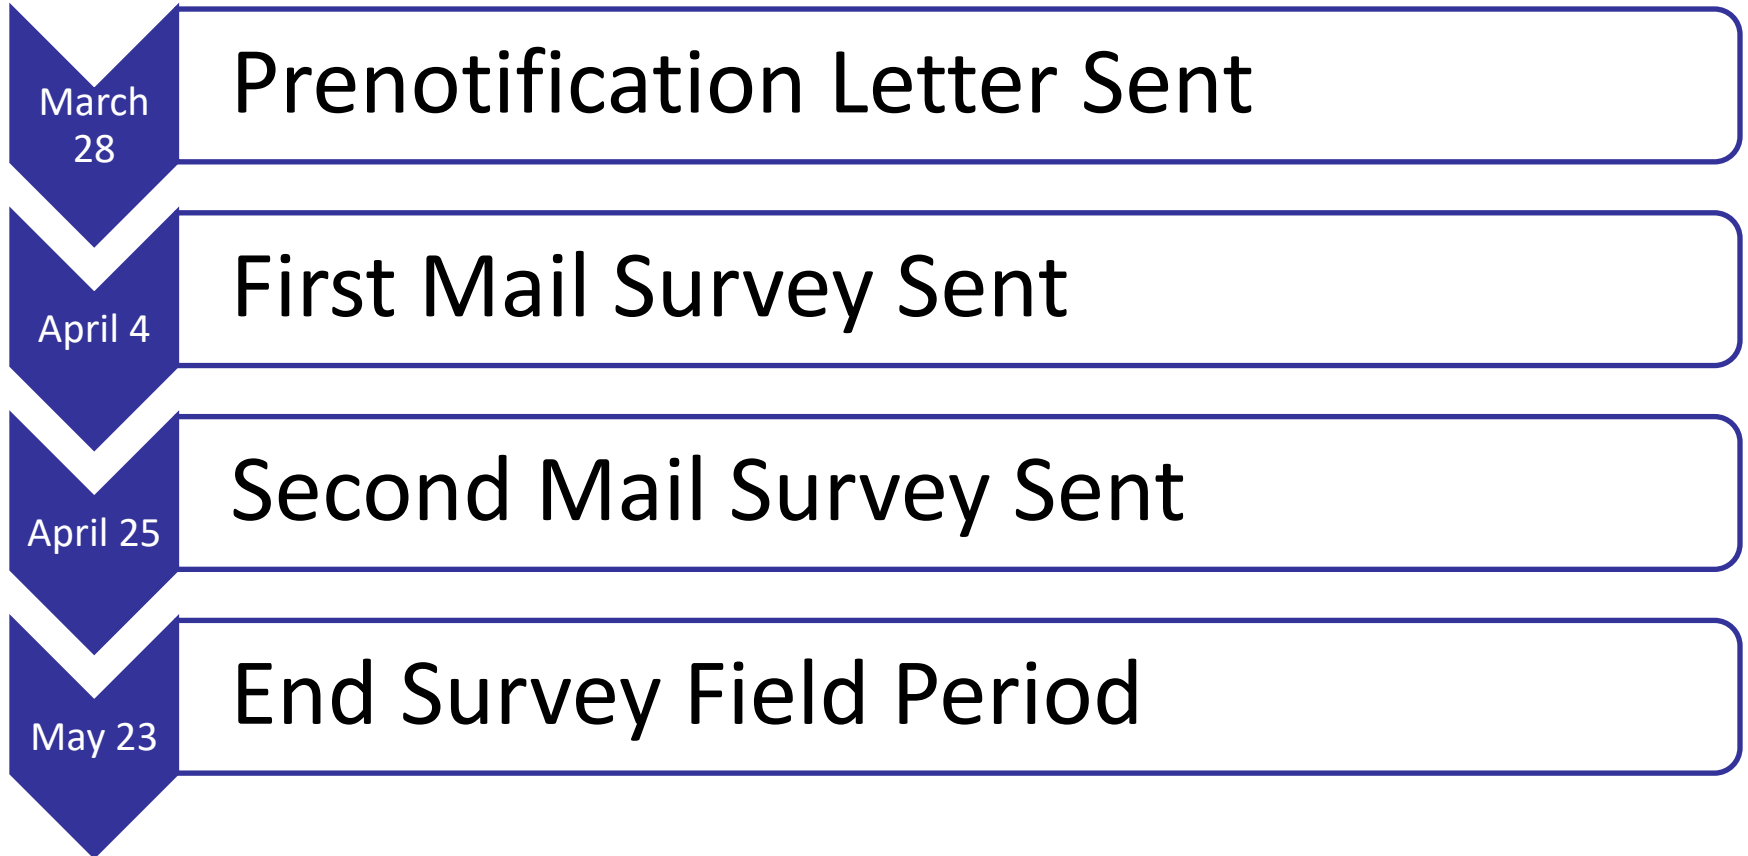 March
28
Prenotification Letter Sent
April 4
First Mail Survey Sent
April 25
Second Mail Survey Sent
May 23
End Survey Field Period